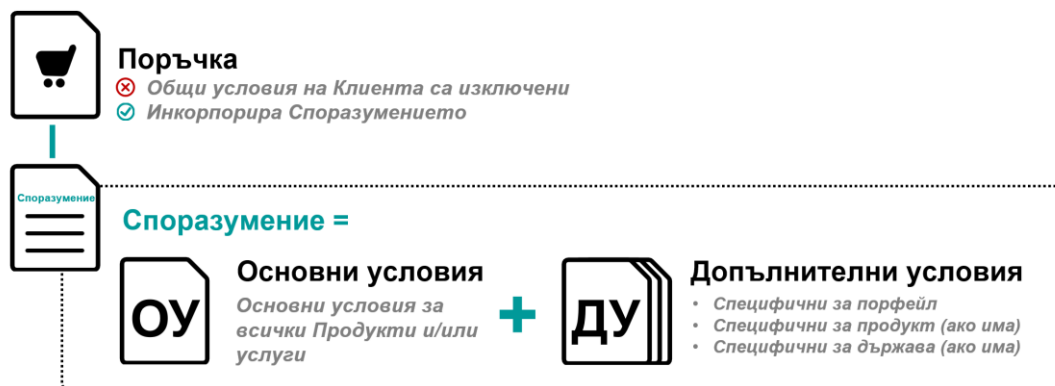 Поръчка
Общи условия на Клиента са изключени
Инкорпорира Споразумението
Споразумение
Споразумение =
ОУ
Основни условия
Основни условия за
всички Продукти и/или
услуги
+
ДУ
Допълнителни условия
• Специфични за порфейл
• Специфични за продукт (ако има)
• Специфични за държава (ако има)